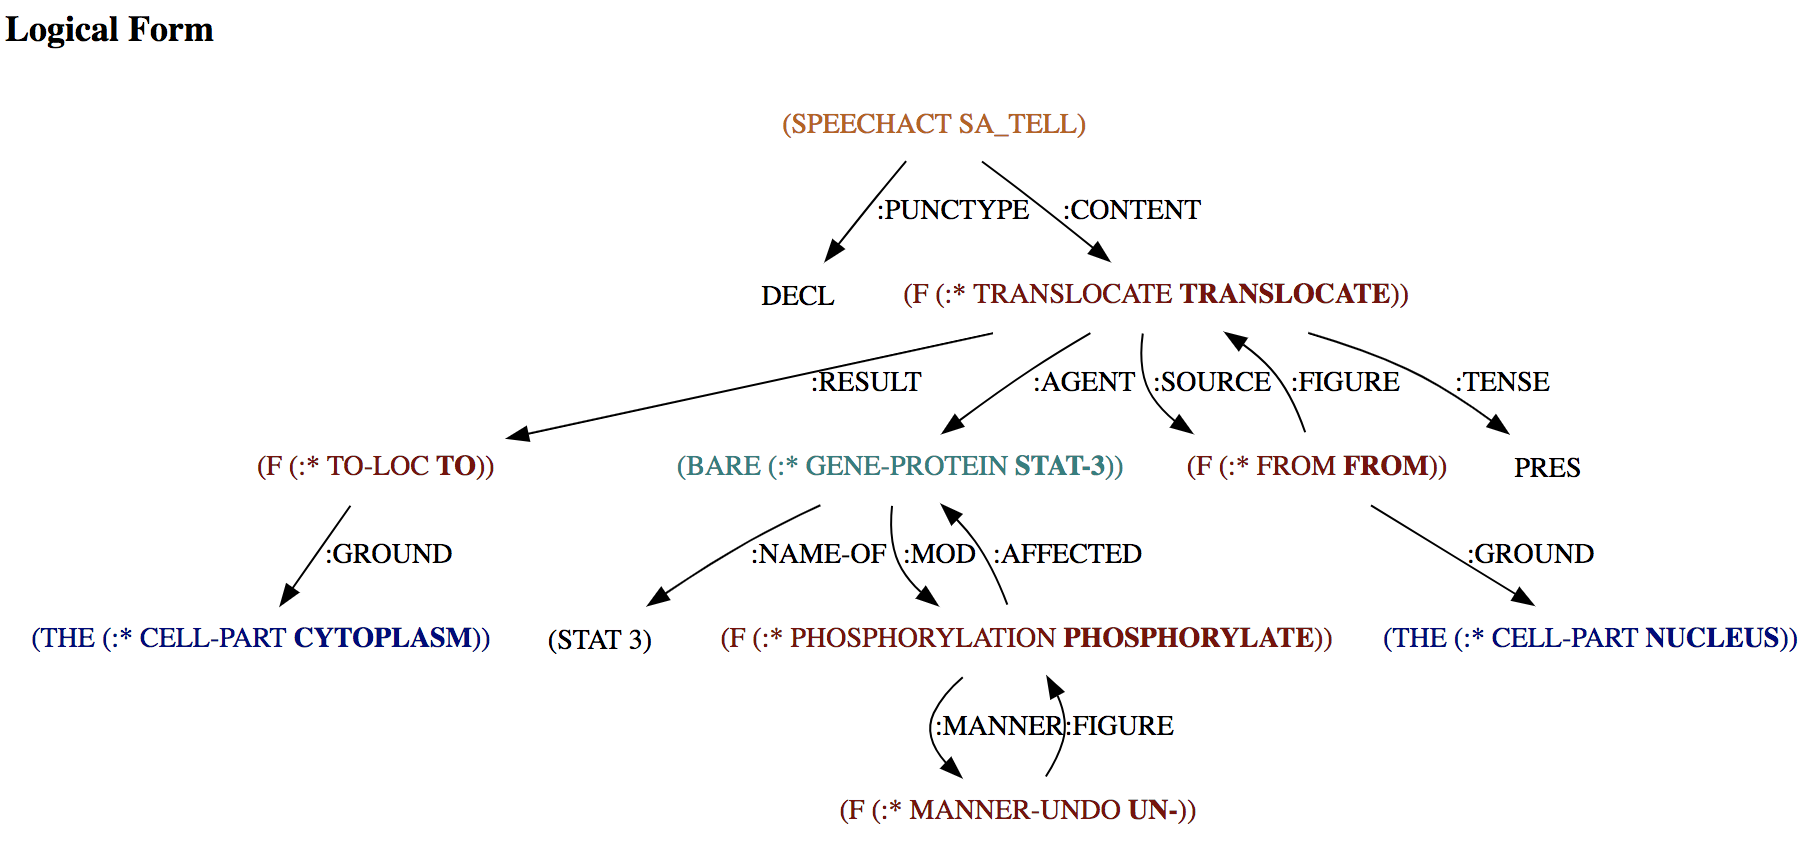 Logical Form
(SPEECHACT SA_TELL)
:PUNCTYPE :CONTENT
DECL (F (:* TRANSLOCATE TRANSLOCATE))
:RESULT :AGENT :SOURCE :FIGURE :TENSE
(F (:* TO-LOC TO)) (BARE (:* GENE-PROTEIN STAT-3)) (F (:* FROM FROM)) PRES
:GROUND :NAME-OF :MOD :AFFECTED :GROUND
(THE (:* CELL-PART CYTOPLASM)) (STAT 3) (F (:* PHOSPHORYLATION PHOSPHORYLATE)) (THE (:* CELL-PART NUCLEUS))
:MANNER :FIGURE
(F (:* MANNER-UNDO UN-))